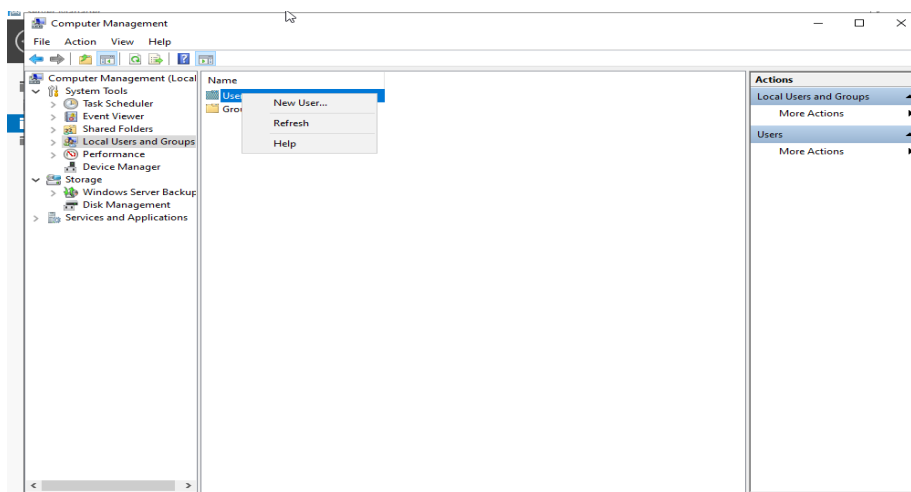 Computer Management
File Action View Help
Computer Management (Local
System Tools
Task Scheduler
Event Viewer
Shared Folders
Local Users and Groups
Performance
Device Manager
Storage
Windows Server Backup
Disk Management
Services and Applications
Name
Use
Gro
New User...
Refresh
Help
Actions
Local Users and Groups
More Actions
Users
More Actions